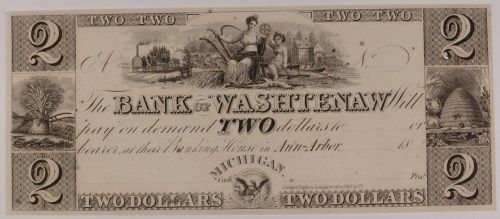 TWO TWO TWO TWO
2 2
A No
The BANK OF WASHTENAW Will
pay on demand TWO dollars to or
bearer, at their Banking House in Ann-Arbor. 18
MICHIGAN
Cash. Prest.
2 2
TWO DOLLARS TWO DOLLARS